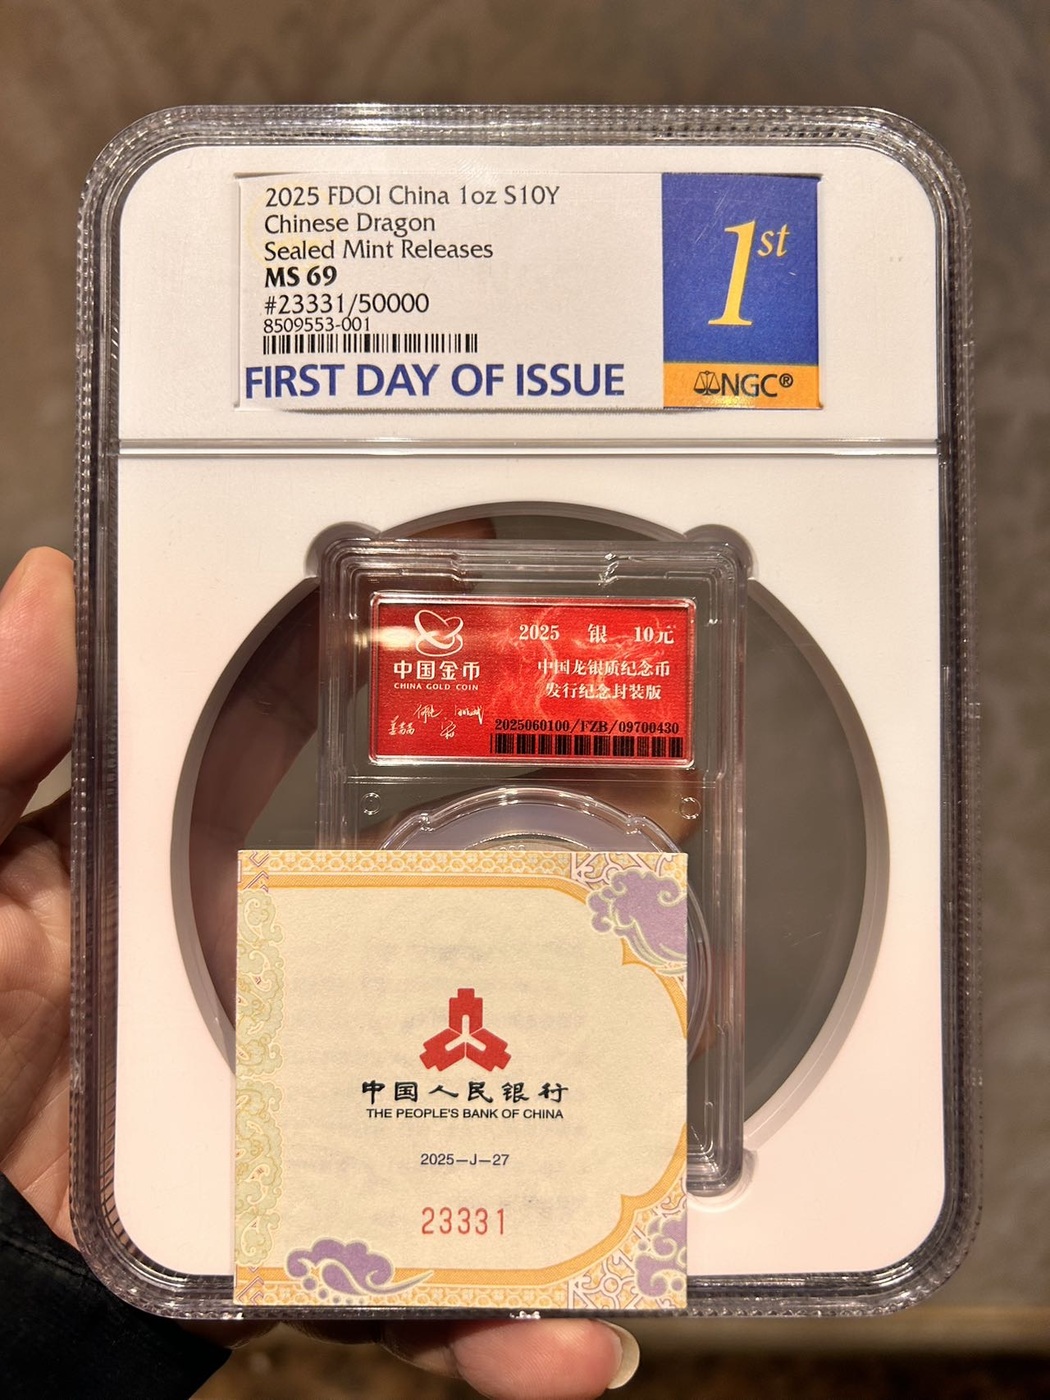 2025 FDOI China 1oz S10Y
Chinese Dragon
Sealed Mint Releases
MS 69
#23331/50000
8509553-001
FIRST DAY OF ISSUE
1st
NGC®
中国金币
CHINA GOLD COIN
2025 银 10元
中国龙银质纪念币
发行纪念封装版
2025060100/FZB/09700430
中国人民银行
THE PEOPLE'S BANK OF CHINA
2025—J—27
23331